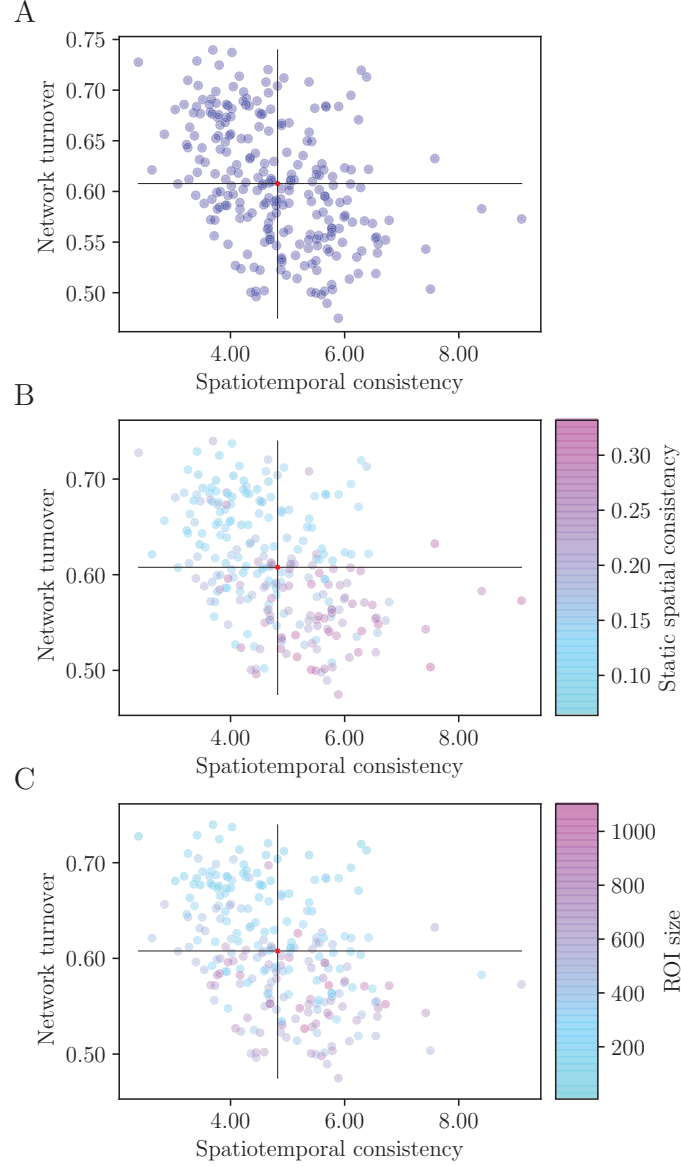 A
0.75
0.70
0.65
0.60
0.55
0.50
Network turnover
4.00 6.00 8.00
Spatiotemporal consistency
B
0.70
0.60
0.50
Network turnover
4.00 6.00 8.00
Spatiotemporal consistency
0.30
0.25
0.20
0.15
0.10
Static spatial consistency
C
0.70
0.60
0.50
Network turnover
4.00 6.00 8.00
Spatiotemporal consistency
1000
800
600
400
200
ROI size